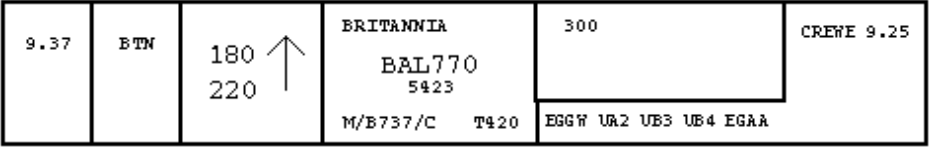 9.37
BTN
180
220
BRITANNIA
BAL770
5423
M/B737/C T420
300
EGGW UA2 UB3 UB4 EGAA
CREWE 9.25